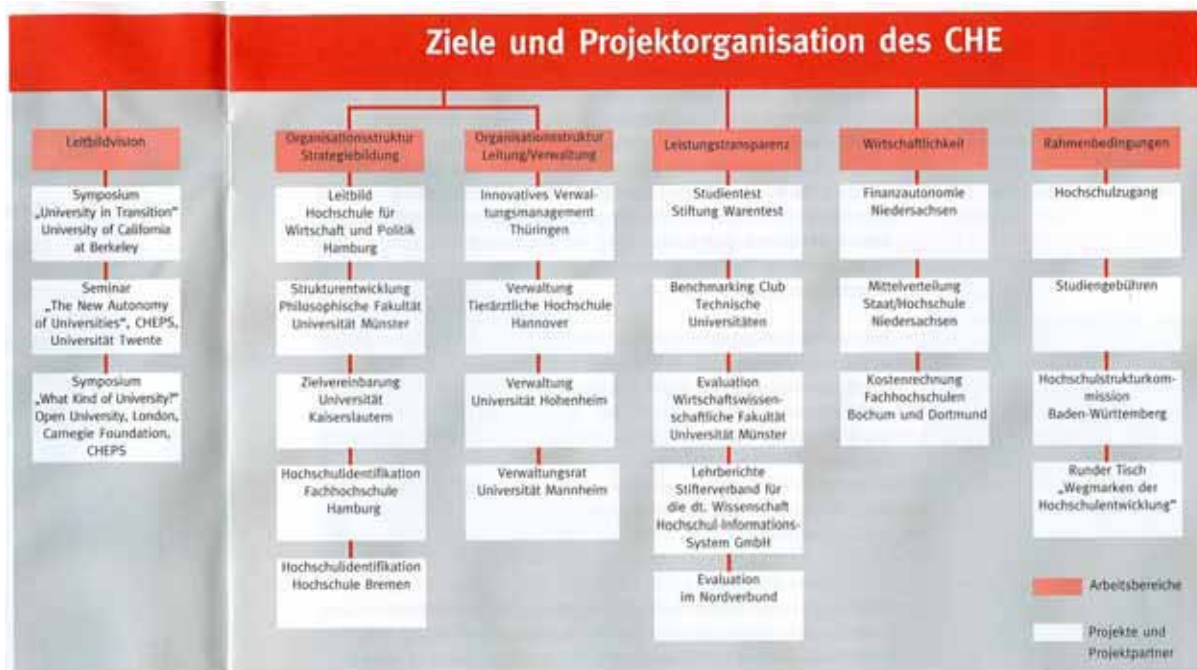 Ziele und Projektorganisation des CHE
Leitbildvision
Symposium
„University in Transition“
University of California
at Berkeley
Seminar
„The New Autonomy
of Universities“, CHEPS,
Universität Twente
Symposium
„What Kind of University?“
Open University, London,
Carnegie Foundation,
CHEPS
Organisationsstruktur
Strategiebildung
Leitbild
Hochschule für
Wirtschaft und Politik
Hamburg
Strukturentwicklung
Philosophische Fakultät
Universität Münster
Zielvereinbarung
Universität
Kaiserslautern
Hochschulidentifikation
Fachhochschule
Hamburg
Hochschulidentifikation
Hochschule Bremen
Organisationsstruktur
Leitung/Verwaltung
Innovatives Verwal-
tungsmanagement
Thüringen
Verwaltung
Tierärztliche Hochschule
Hannover
Verwaltung
Universität Hohenheim
Verwaltungsrat
Universität Mannheim
Leistungstransparenz
Studientest
Stiftung Warentest
Benchmarking Club
Technische
Universitäten
Evaluation
Wirtschaftswissen-
schaftliche Fakultät
Universität Münster
Lehrberichte
Stifterverband für
die dt. Wissenschaft
Hochschul-Informations-
System GmbH
Evaluation
im Nordverbund
Wirtschaftlichkeit
Finanzautonomie
Niedersachsen
Mittelverteilung
Staat/Hochschule
Niedersachsen
Kostenrechnung
Fachhochschulen
Bochum und Dortmund
Rahmenbedingungen
Hochschulzugang
Studiengebühren
Hochschulstrukturkom-
mission
Baden-Württemberg
Runder Tisch
„Wegmarken der
Hochschulentwicklung“
Arbeitsbereiche
Projekte und
Projektpartner